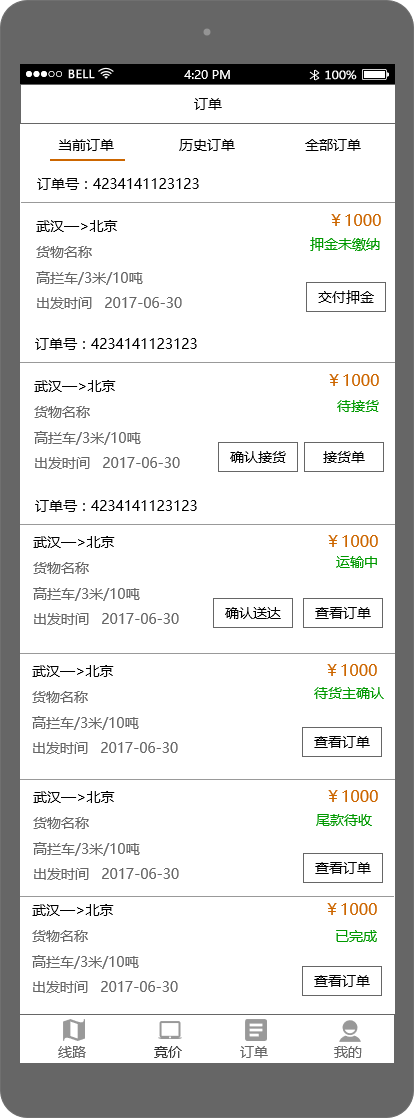 BELL 4:20 PM 100%
订单
当前订单 历史订单 全部订单
订单号：4234141123123
武汉—>北京 ￥1000
货物名称 押金未缴纳
高拦车/3米/10吨
出发时间 2017-06-30 交付押金
订单号：4234141123123
武汉—>北京 ￥1000
货物名称 待接货
高拦车/3米/10吨
出发时间 2017-06-30 确认接货 接货单
订单号：4234141123123
武汉—>北京 ￥1000
货物名称 运输中
高拦车/3米/10吨
出发时间 2017-06-30 确认送达 查看订单
武汉—>北京 ￥1000
货物名称 待货主确认
高拦车/3米/10吨
出发时间 2017-06-30 查看订单
武汉—>北京 ￥1000
货物名称 尾款待收
高拦车/3米/10吨
出发时间 2017-06-30 查看订单
武汉—>北京 ￥1000
货物名称 已完成
高拦车/3米/10吨
出发时间 2017-06-30 查看订单
线路 竞价 订单 我的